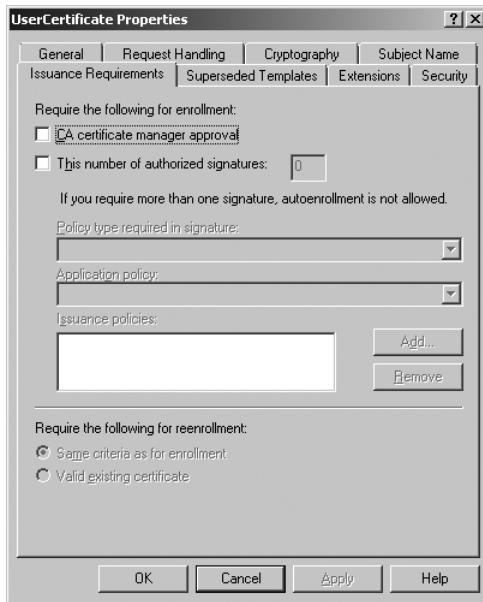 UserCertificate Properties
General Request Handling Cryptography Subject Name
Issuance Requirements Superseded Templates Extensions Security
Require the following for enrollment:
CA certificate manager approval
This number of authorized signatures: 0
If you require more than one signature, autoenrollment is not allowed.
Policy type required in signature:
Application policy:
Issuance policies:
Add...
Remove
Require the following for reenrollment:
Same criteria as for enrollment
Valid existing certificate
OK Cancel Apply Help